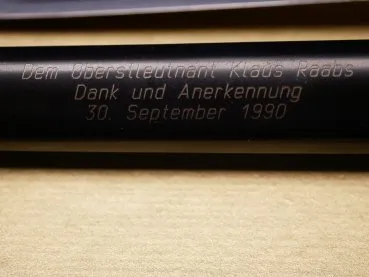 Dem Oberstleutnant Klaus Raabs
Dank und Anerkennung
30. September 1990